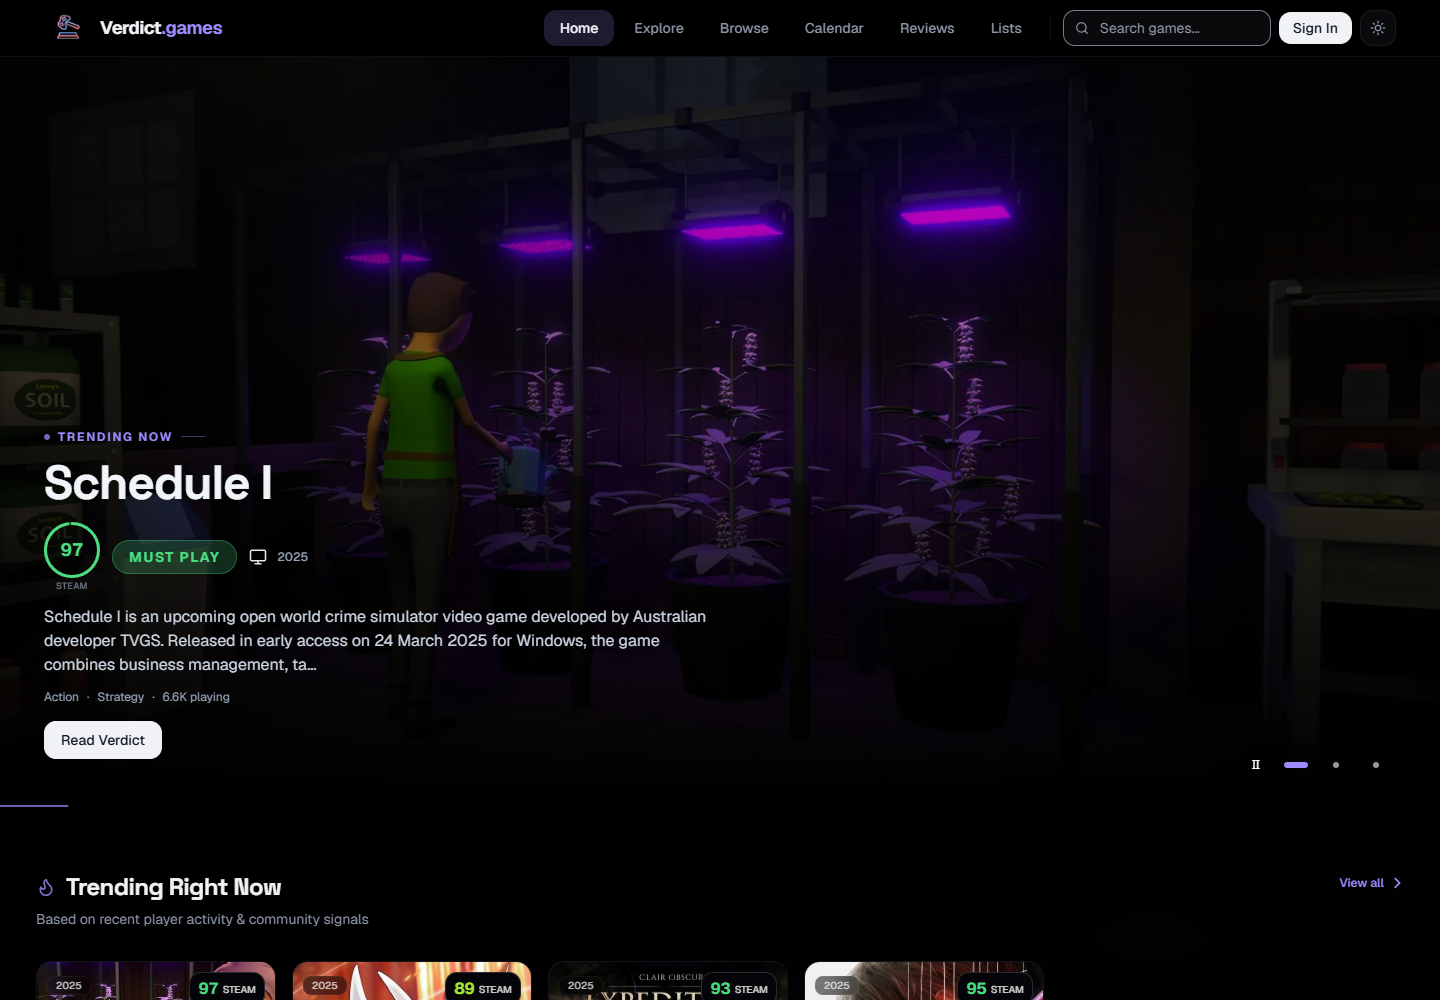 Verdict.games
Home
Explore
Browse
Calendar
Reviews
Lists
Search games...
Sign In
SOIL
TRENDING NOW
Schedule I
97
MUST PLAY
2025
STEAM
Schedule I is an upcoming open world crime simulator video game developed by Australian
developer TVGS. Released in early access on 24 March 2025 for Windows, the game
combines business management, ta...
Action · Strategy · 6.6K playing
Read Verdict
Trending Right Now
View all
Based on recent player activity & community signals
2025
97 STEAM
2025
89 STEAM
2025
CLAIR OBSCUR
93 STEAM
2025
95 STEAM